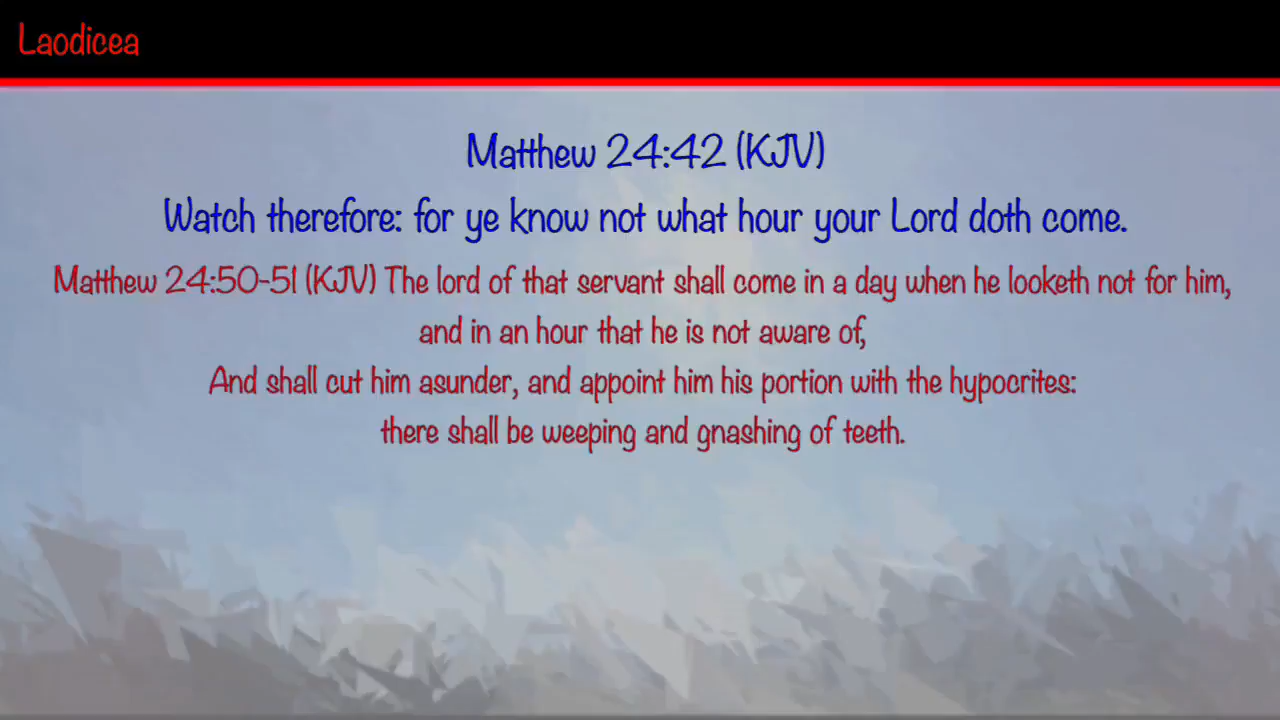 Laodicea
Matthew 24:42 (KJV)
Watch therefore: for ye know not what hour your Lord doth come.
Matthew 24:50-51 (KJV) The lord of that servant shall come in a day when he looketh not for him,
and in an hour that he is not aware of,
And shall cut him asunder, and appoint him his portion with the hypocrites:
there shall be weeping and gnashing of teeth.